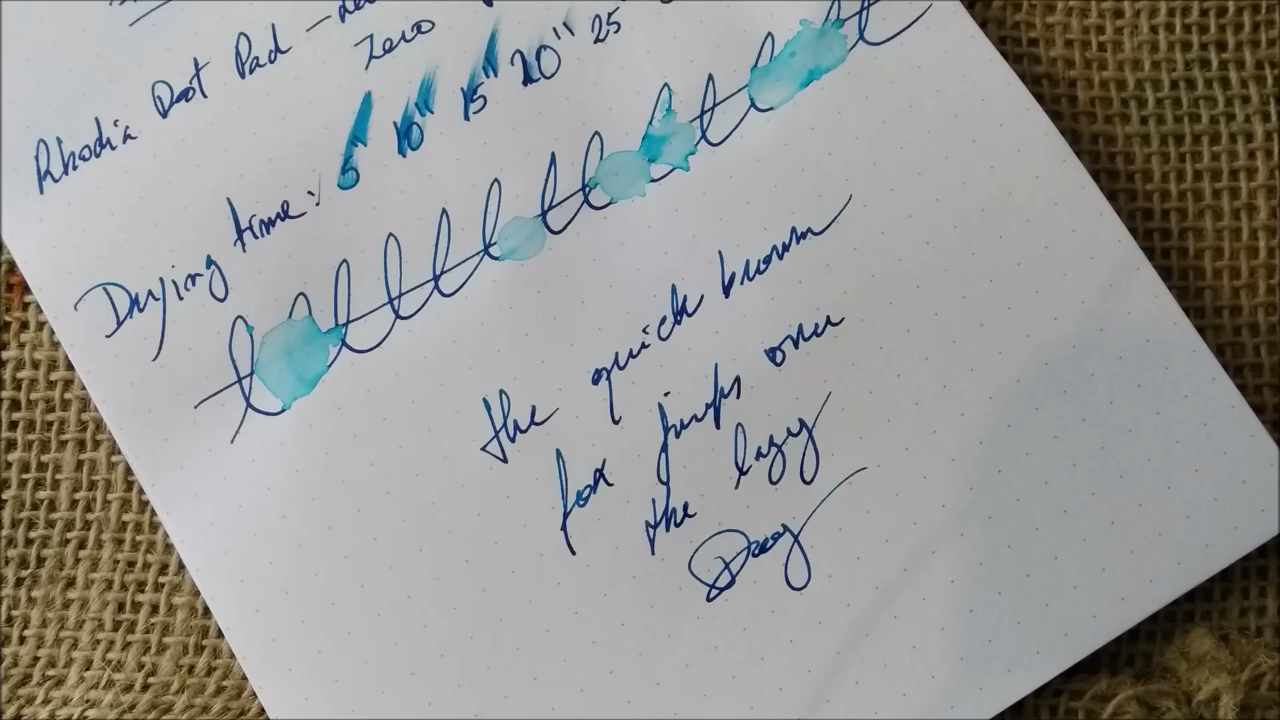 Rhodia Dot Pad -
Zero
Drying time: 5" 10" 15" 20" 25
the quick brown
fox jumps over
the lazy
Dog